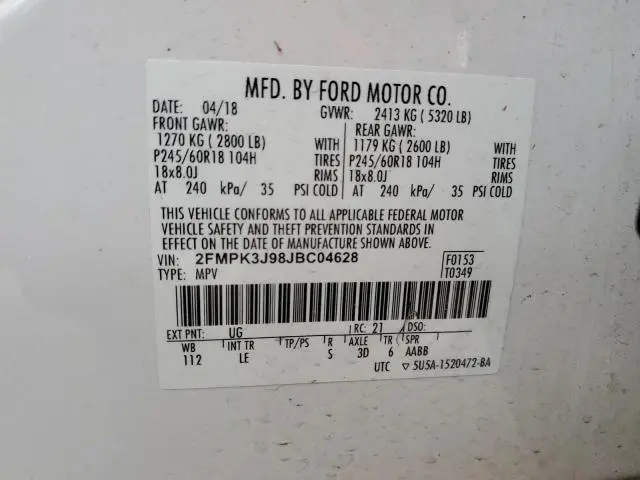 MFD. BY FORD MOTOR CO.
DATE: 04/18 GVWR: 2413 KG ( 5320 LB)
FRONT GAWR: REAR GAWR:
1270 KG ( 2800 LB) WITH 1179 KG ( 2600 LB) WITH
P245/60R18 104H TIRES P245/60R18 104H TIRES
18x8.0J RIMS 18x8.0J RIMS
AT 240 kPa/ 35 PSI COLD AT 240 kPa/ 35 PSI COLD
THIS VEHICLE CONFORMS TO ALL APPLICABLE FEDERAL MOTOR
VEHICLE SAFETY AND THEFT PREVENTION STANDARDS IN
EFFECT ON THE DATE OF MANUFACTURE SHOWN ABOVE.
VIN: 2FMPK3J98JBC04628 F0153
TYPE: MPV T0349
EXT PNT: UG RC: 21 DSO:
WB INT TR TP/PS R AXLE TR SPR
112 LE S 3D 6 AABB
UTC ▽ 5U5A-1520472-BA